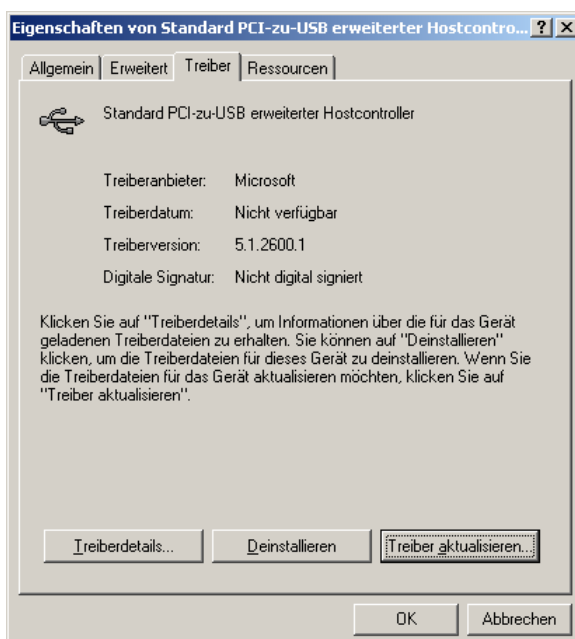 Eigenschaften von Standard PCI-zu-USB erweiterter Hostcontro... ? X
Allgemein Erweitert Treiber Ressourcen
Standard PCI-zu-USB erweiterter Hostcontroller
Treiberanbieter: Microsoft
Treiberdatum: Nicht verfügbar
Treiberversion: 5.1.2600.1
Digitale Signatur: Nicht digital signiert
Klicken Sie auf "Treiberdetails", um Informationen über die für das Gerät
geladenen Treiberdateien zu erhalten. Sie können auf "Deinstallieren"
klicken, um die Treiberdateien für dieses Gerät zu deinstallieren. Wenn Sie
die Treiberdateien für das Gerät aktualisieren möchten, klicken Sie auf
"Treiber aktualisieren".
Treiberdetails... Deinstallieren Treiber aktualisieren...
OK Abbrechen